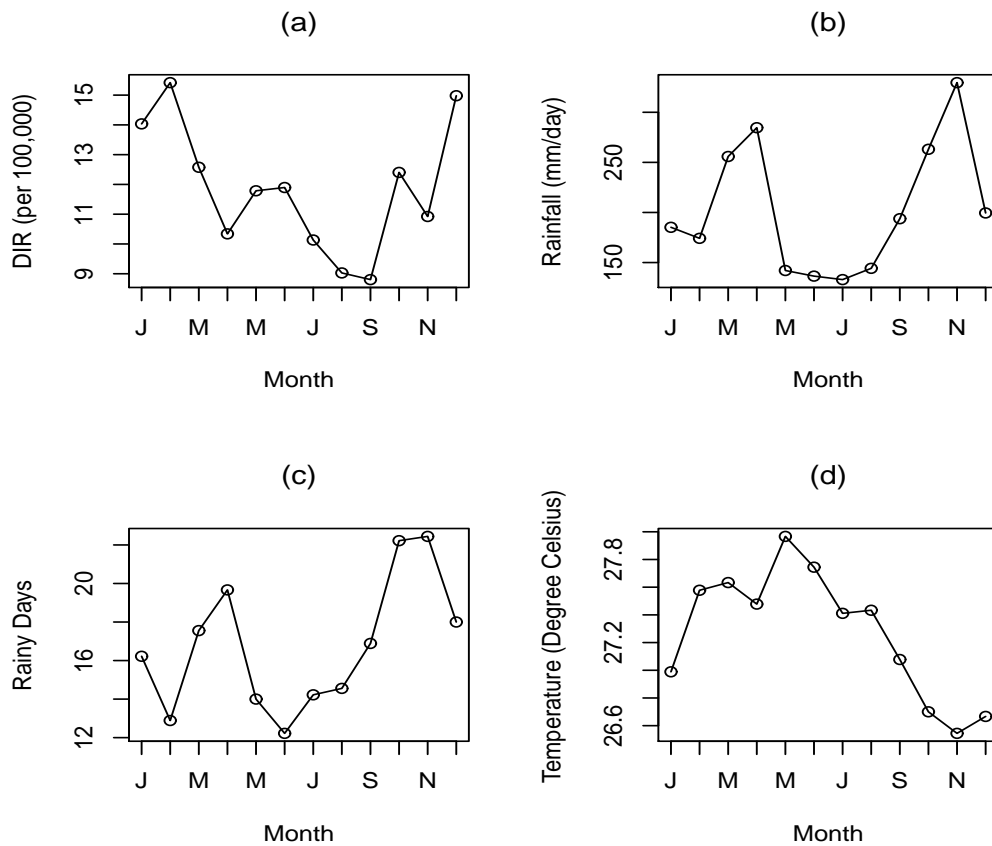 (a)
DIR (per 100,000)
15
13
11
9
J M M J S N
Month
(b)
Rainfall (mm/day)
250
150
J M M J S N
Month
(c)
Rainy Days
20
16
12
J M M J S N
Month
(d)
Temperature (Degree Celsius)
27.8
27.2
26.6
J M M J S N
Month